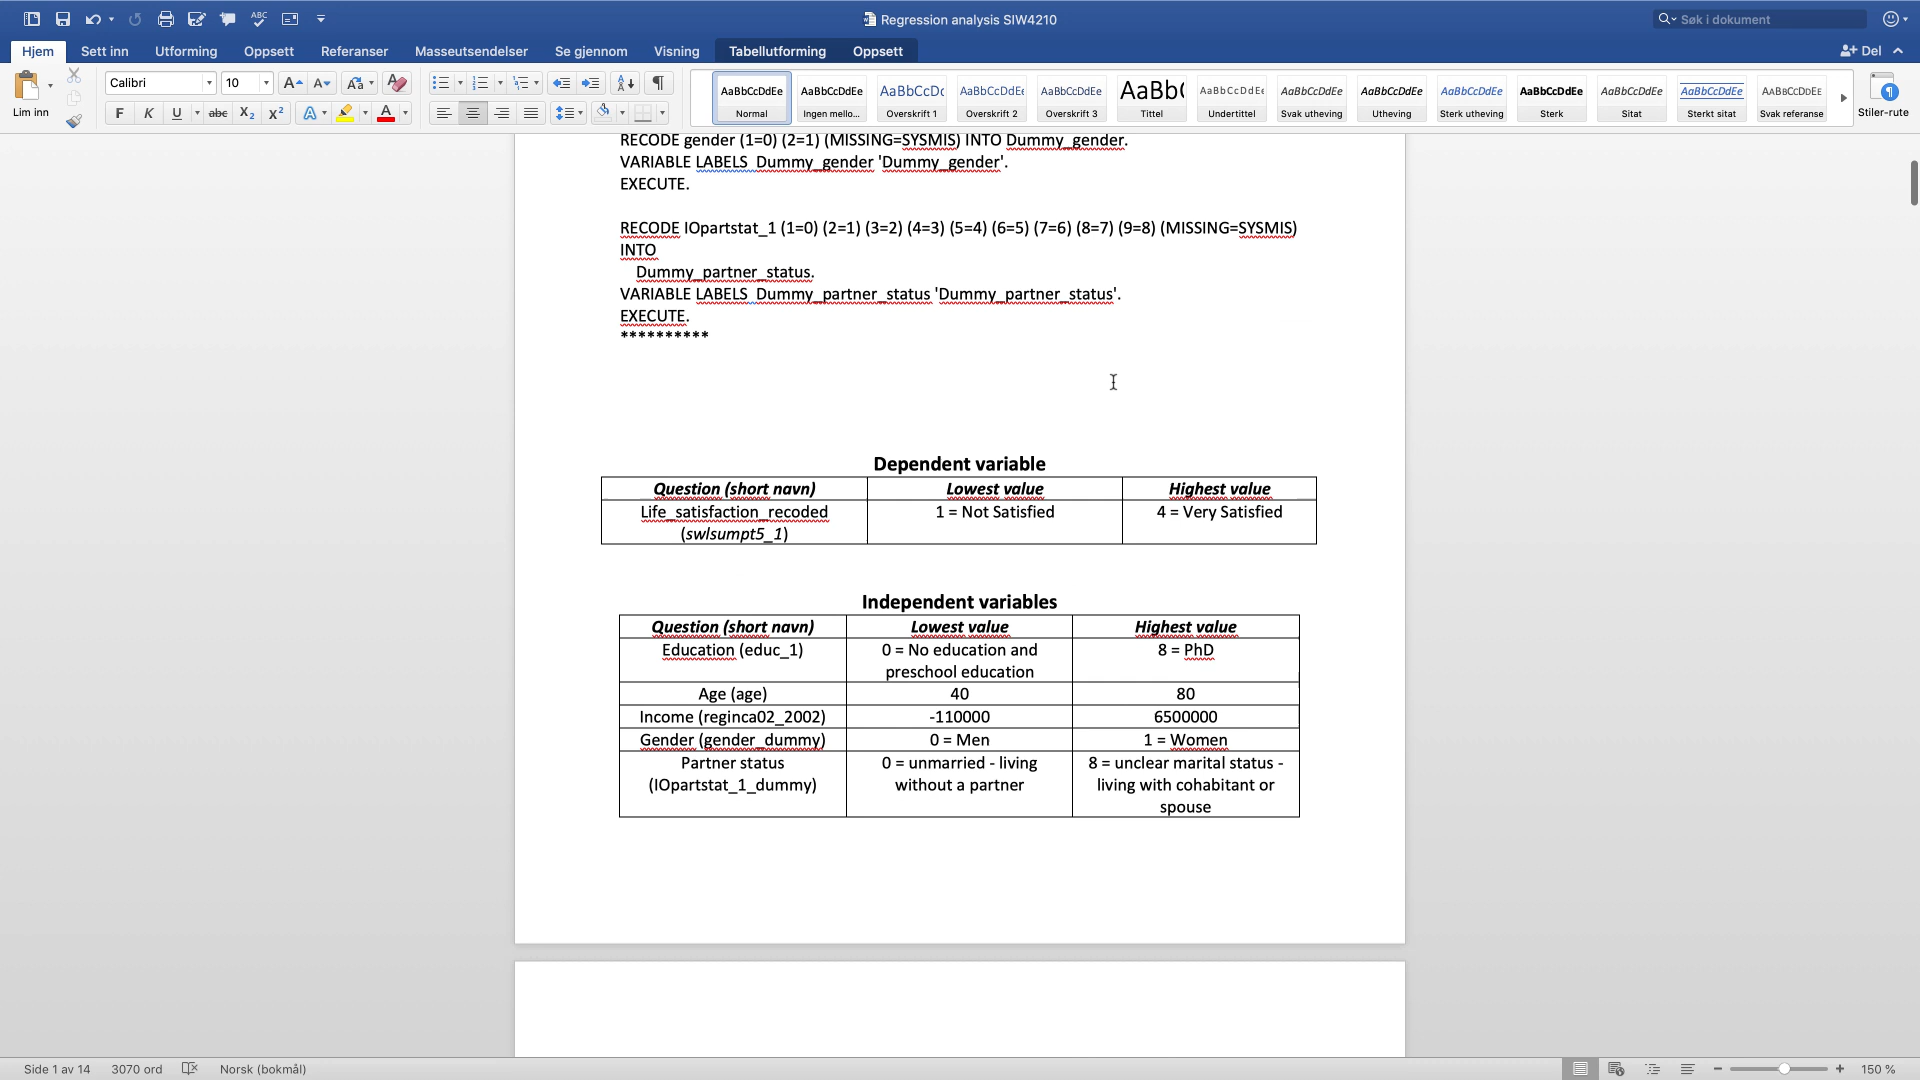 Regression analysis SIW4210
Søk i dokument
Hjem Sett inn Utforming Oppsett Referanser Masseutsendelser Se gjennom Visning Tabellutforming Oppsett Del
Lim inn
Calibri 10
F K U abc X2 X2
AaBbCcDdEe AaBbCcDdEe AaBbCcDc AaBbCcDdEe AaBbCcDdEe AaBb( AaBbCcDdEe AaBbCcDdEe AaBbCcDdEe AaBbCcDdEe AaBbCcDdEe AaBbCcDdEe AaBbCcDdEe AaBbCcDdEe
Normal Ingen mello... Overskrift 1 Overskrift 2 Overskrift 3 Tittel Undertittel Svak utheving Utheving Sterk utheving Sterk Sitat Sterkt sitat Svak referanse
Stiler-rute
RECODE gender (1=0) (2=1) (MISSING=SYSMIS) INTO Dummy_gender.
VARIABLE LABELS Dummy_gender 'Dummy_gender'.
EXECUTE.
RECODE IOpartstat_1 (1=0) (2=1) (3=2) (4=3) (5=4) (6=5) (7=6) (8=7) (9=8) (MISSING=SYSMIS)
INTO
Dummy_partner_status.
VARIABLE LABELS Dummy_partner_status 'Dummy_partner_status'.
EXECUTE.
**********
Dependent variable
Question (short navn) Lowest value Highest value
Life_satisfaction_recoded 1 = Not Satisfied 4 = Very Satisfied
(swlsumpt5_1)
Independent variables
Question (short navn) Lowest value Highest value
Education (educ_1) 0 = No education and 8 = PhD
preschool education
Age (age) 40 80
Income (reginca02_2002) -110000 6500000
Gender (gender_dummy) 0 = Men 1 = Women
Partner status 0 = unmarried - living 8 = unclear marital status -
(IOpartstat_1_dummy) without a partner living with cohabitant or
spouse
Side 1 av 14 3070 ord Norsk (bokmål) 150 %